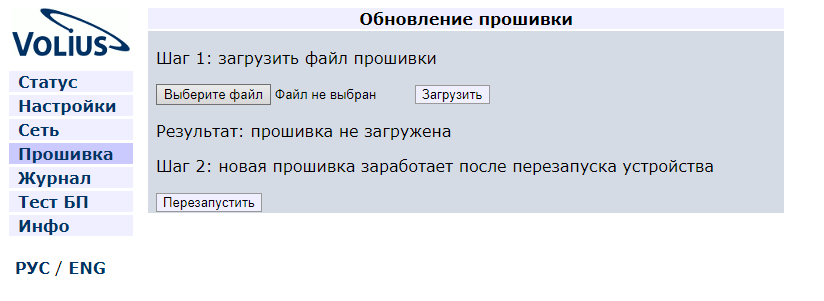 VOLIUS
Статус
Настройки
Сеть
Прошивка
Журнал
Тест БП
Инфо
РУС / ENG
Обновление прошивки
Шаг 1: загрузить файл прошивки
Выберите файл Файл не выбран Загрузить
Результат: прошивка не загружена
Шаг 2: новая прошивка заработает после перезапуска устройства
Перезапустить